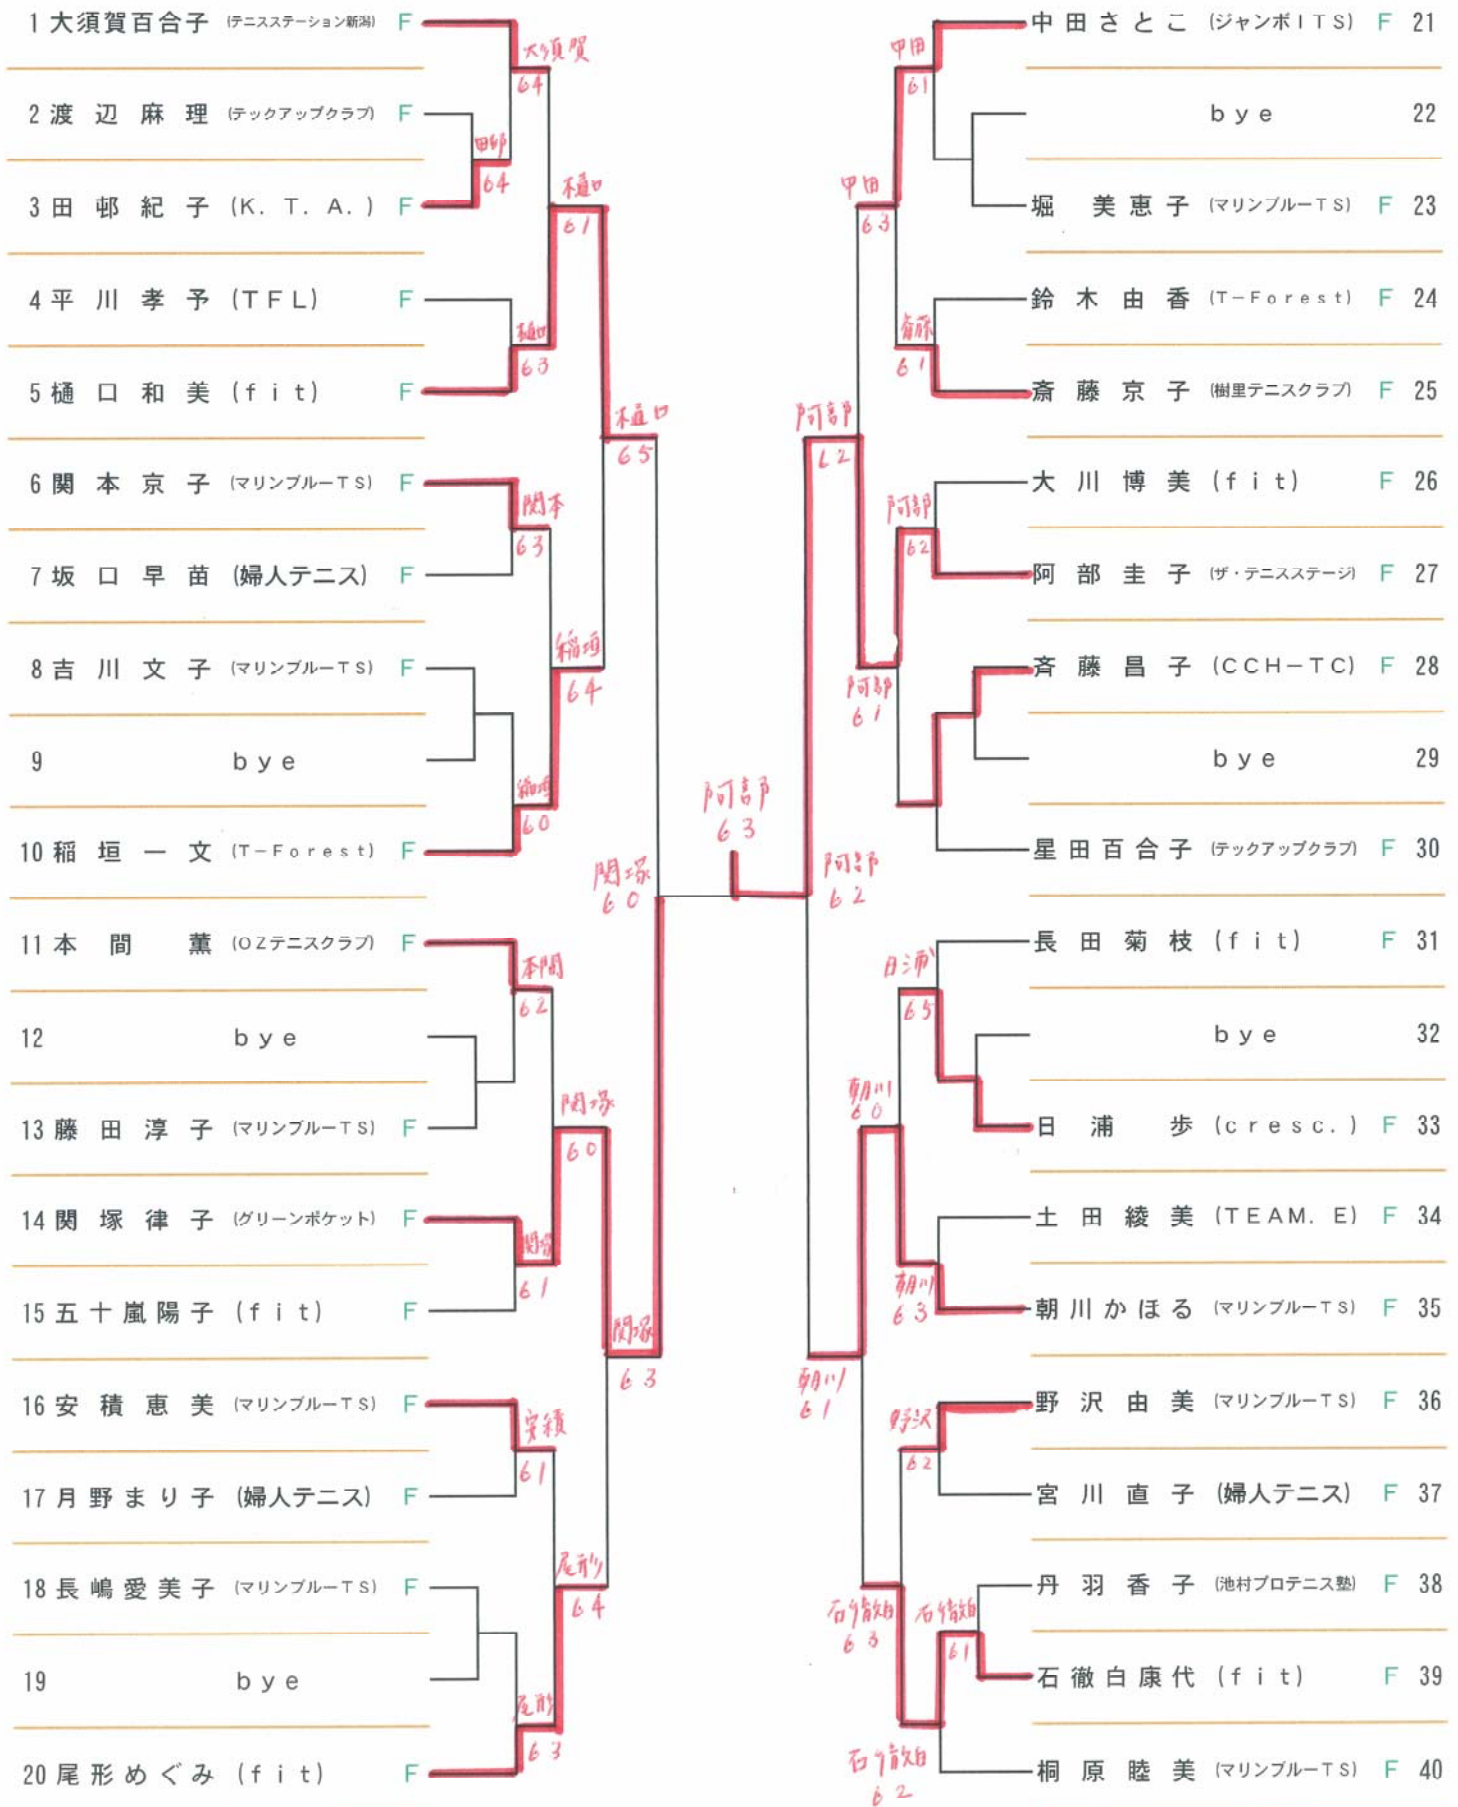 1 大須賀百合子 (テニスステーション新潟) F
2 渡辺麻理 (テックアップクラブ) F
3 田邨紀子 (K. T. A. ) F
4 平川孝予 (TFL) F
5 樋口和美 (fit) F
6 関本京子 (マリンブルーTS) F
7 坂口早苗 (婦人テニス) F
8 吉川文子 (マリンブルーTS) F
9 bye
10 稲垣一文 (T-Forest) F
11 本間 薫 (OZテニスクラブ) F
12 bye
13 藤田淳子 (マリンブルーTS) F
14 関塚律子 (グリーンポケット) F
15 五十嵐陽子 (fit) F
16 安積恵美 (マリンブルーTS) F
17 月野まり子 (婦人テニス) F
18 長嶋愛美子 (マリンブルーTS) F
19 bye
20 尾形めぐみ (fit) F
大須賀
64
田邨
64
樋口
61
樋口
63
樋口
65
関本
63
稲垣
64
稲垣
60
関塚
60
本間
62
関塚
60
関塚
61
関塚
63
安積
61
尾形
64
尾形
63
阿部
63
中田
61
中田
63
斎藤
61
阿部
62
阿部
62
阿部
61
阿部
62
日浦
65
朝川
60
朝川
63
朝川
61
野沢
62
石徹白
63
石徹白
61
石徹白
62
中田さとこ (ジャンボITS) F 21
bye 22
堀 美恵子 (マリンブルーTS) F 23
鈴木由香 (T-Forest) F 24
斎藤京子 (樹里テニスクラブ) F 25
大川博美 (fit) F 26
阿部圭子 (ザ・テニスステージ) F 27
斉藤昌子 (CCH-TC) F 28
bye 29
星田百合子 (テックアップクラブ) F 30
長田菊枝 (fit) F 31
bye 32
日浦 歩 (cresc. ) F 33
土田綾美 (TEAM. E) F 34
朝川かほる (マリンブルーTS) F 35
野沢由美 (マリンブルーTS) F 36
宮川直子 (婦人テニス) F 37
丹羽香子 (池村プロテニス塾) F 38
石徹白康代 (fit) F 39
桐原睦美 (マリンブルーTS) F 40